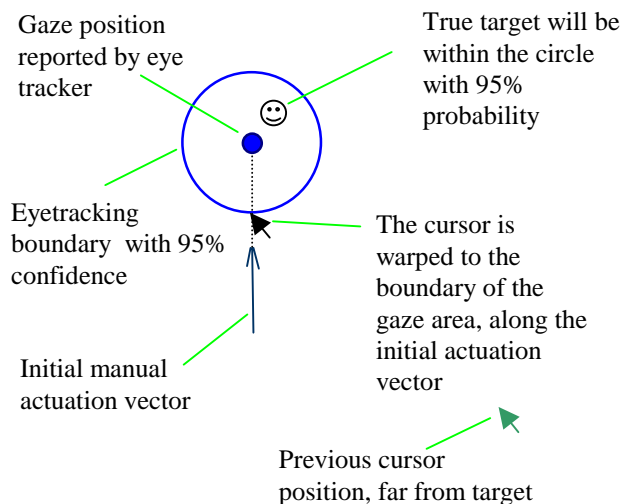 Gaze position
reported by eye
tracker
True target will be
within the circle
with 95%
probability
Eyetracking
boundary  with 95%
confidence
The cursor is
warped to the
boundary of the
gaze area, along the
initial actuation
vector
Initial manual
actuation vector
Previous cursor
position, far from target